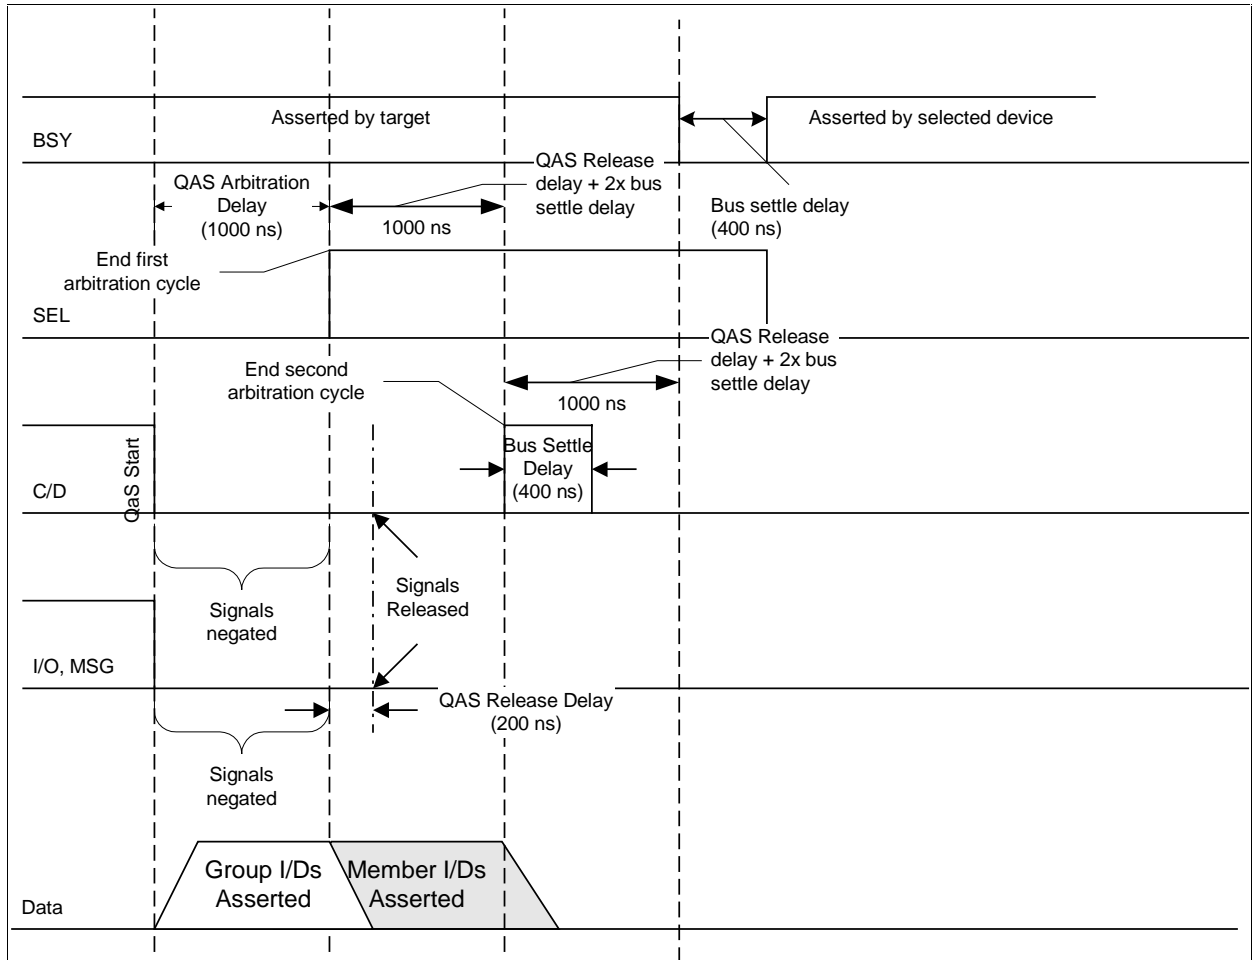 Asserted by target
Asserted by selected device
BSY
QAS Release
delay + 2x bus
settle delay
QAS Arbitration
Delay
(1000 ns)
1000 ns
Bus settle delay
(400 ns)
End first
arbitration cycle
SEL
QAS Release
delay + 2x bus
settle delay
End second
arbitration cycle
1000 ns
QaS Start
Bus Settle
Delay
(400 ns)
C/D
Signals
Released
Signals
negated
I/O, MSG
QAS Release Delay
(200 ns)
Signals
negated
Group I/Ds
Asserted
Member I/Ds
Asserted
Data